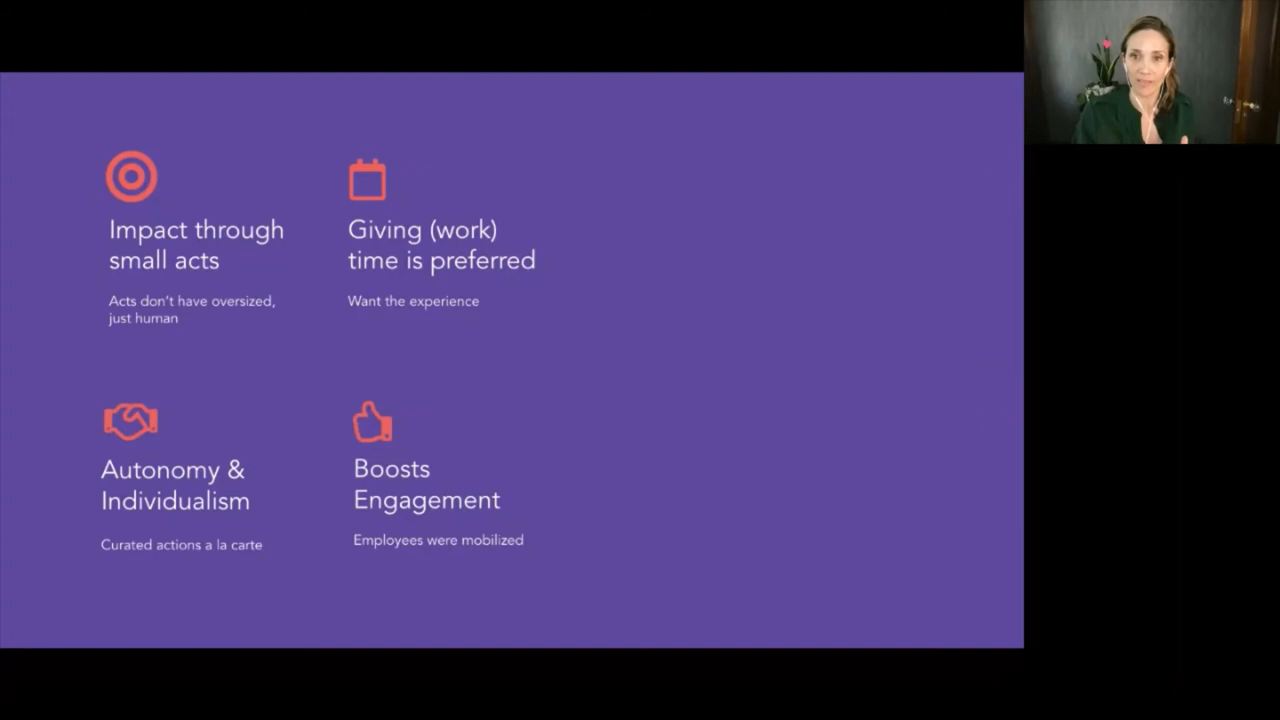 Impact through
small acts
Acts don't have oversized,
just human
Giving (work)
time is preferred
Want the experience
Autonomy &
Individualism
Curated actions a la carte
Boosts
Engagement
Employees were mobilized